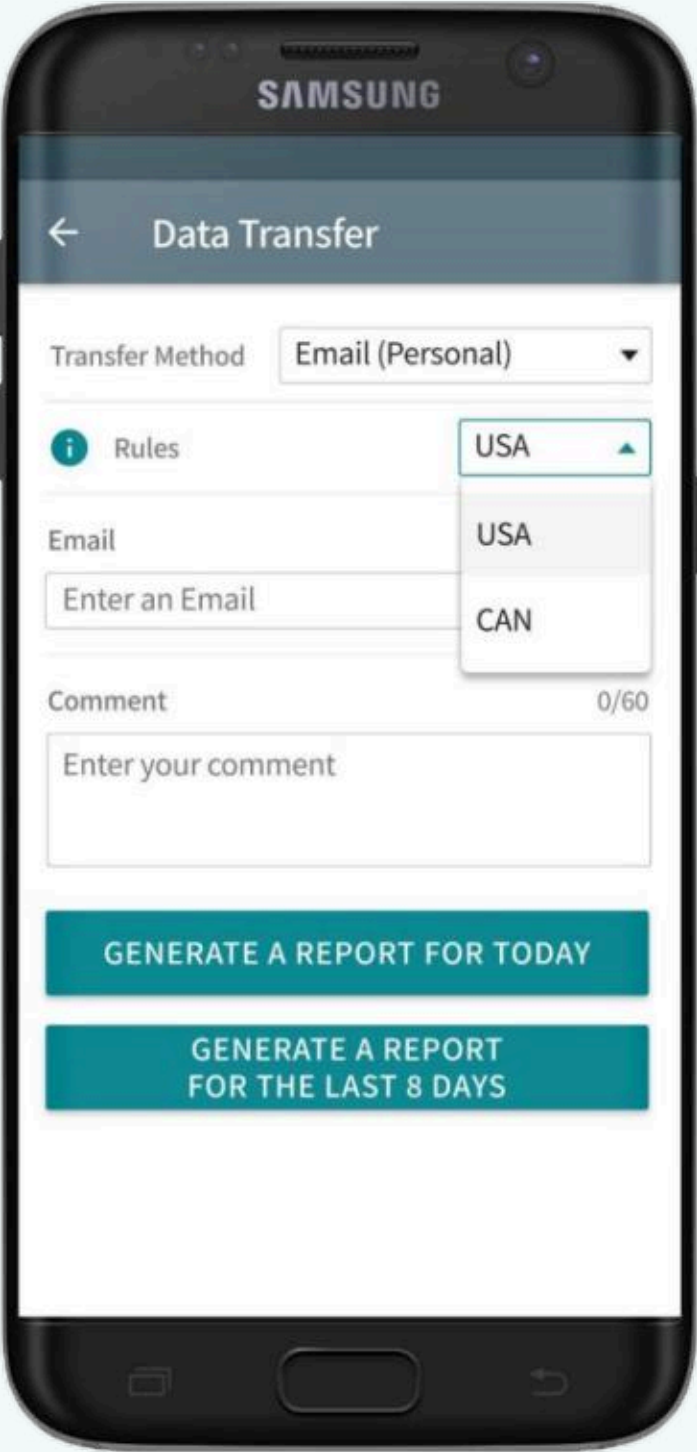 SAMSUNG
Data Transfer
Transfer Method Email (Personal)
Rules USA
USA
CAN
Email
Enter an Email
Comment 0/60
Enter your comment
GENERATE A REPORT FOR TODAY
GENERATE A REPORT
FOR THE LAST 8 DAYS